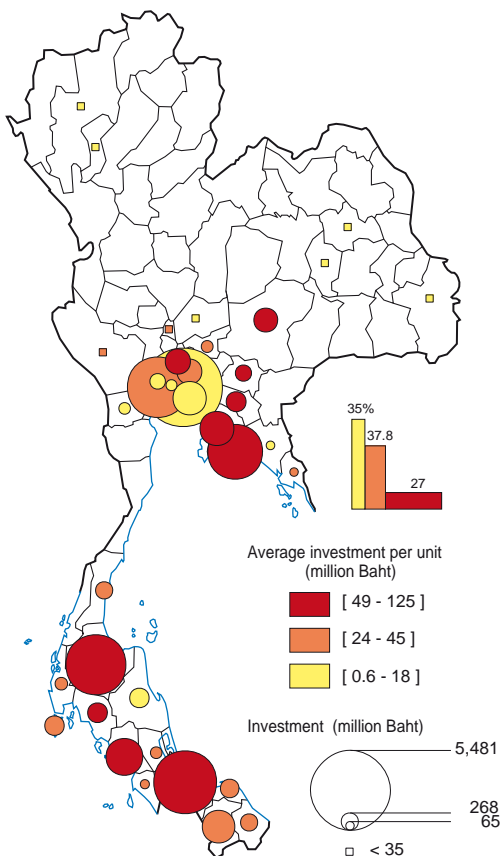 35%
37.8
27
Average investment per unit
(million Baht)
[ 49 - 125 ]
[ 24 - 45 ]
[ 0.6 - 18 ]
Investment (million Baht)
5,481
268
65
< 35